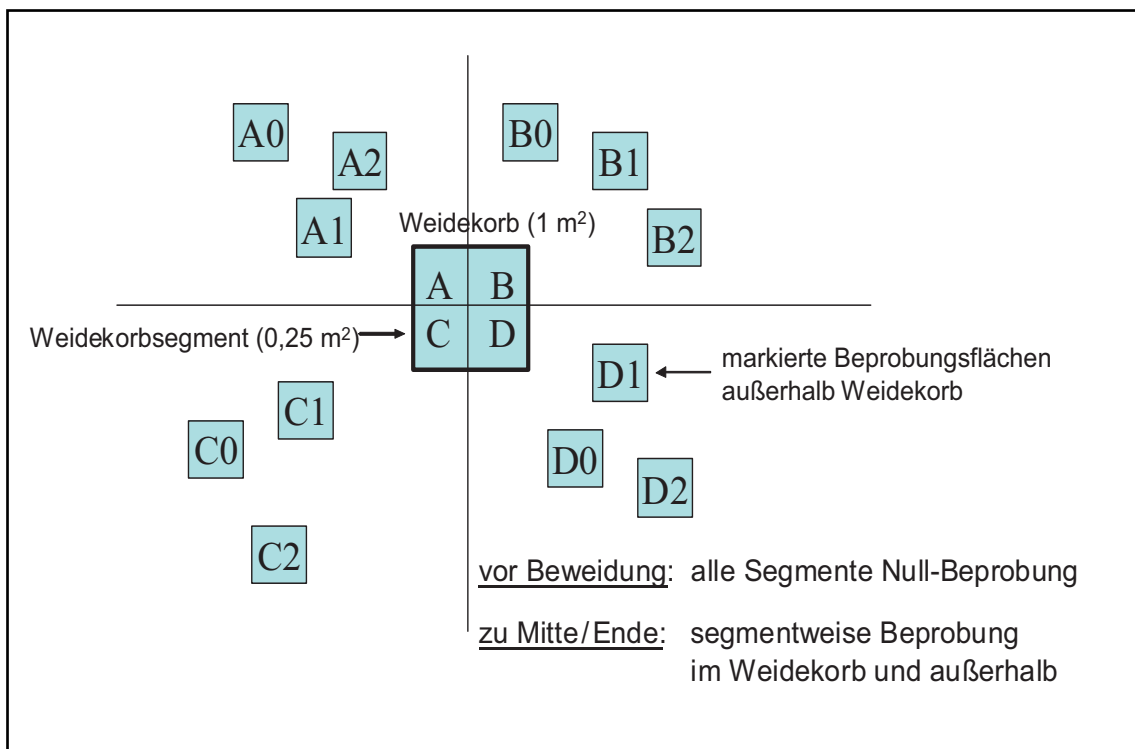 A0
A2
A1
B0
B1
B2
Weidekorb (1 m²)
A B
C D
Weidekorbsegment (0,25 m²)
D1
markierte Beprobungsflächen
außerhalb Weidekorb
C1
C0
C2
D0
D2
vor Beweidung: alle Segmente Null-Beprobung
zu Mitte/Ende: segmentweise Beprobung
im Weidekorb und außerhalb